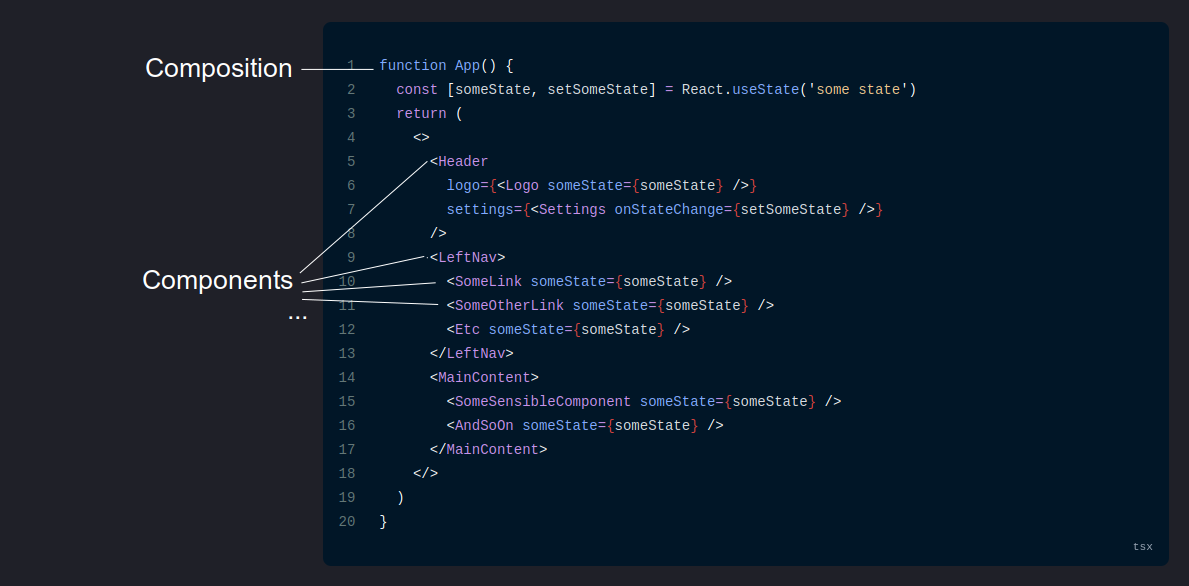 Composition
Components
...
1 function App() {
2   const [someState, setSomeState] = React.useState('some state')
3   return (
4     <>
5       <Header
6         logo={<Logo someState={someState} />}
7         settings={<Settings onStateChange={setSomeState} />}
8       />
9       <LeftNav>
10         <SomeLink someState={someState} />
11         <SomeOtherLink someState={someState} />
12         <Etc someState={someState} />
13       </LeftNav>
14       <MainContent>
15         <SomeSensibleComponent someState={someState} />
16         <AndSoOn someState={someState} />
17       </MainContent>
18     </>
19   )
20 }
tsx